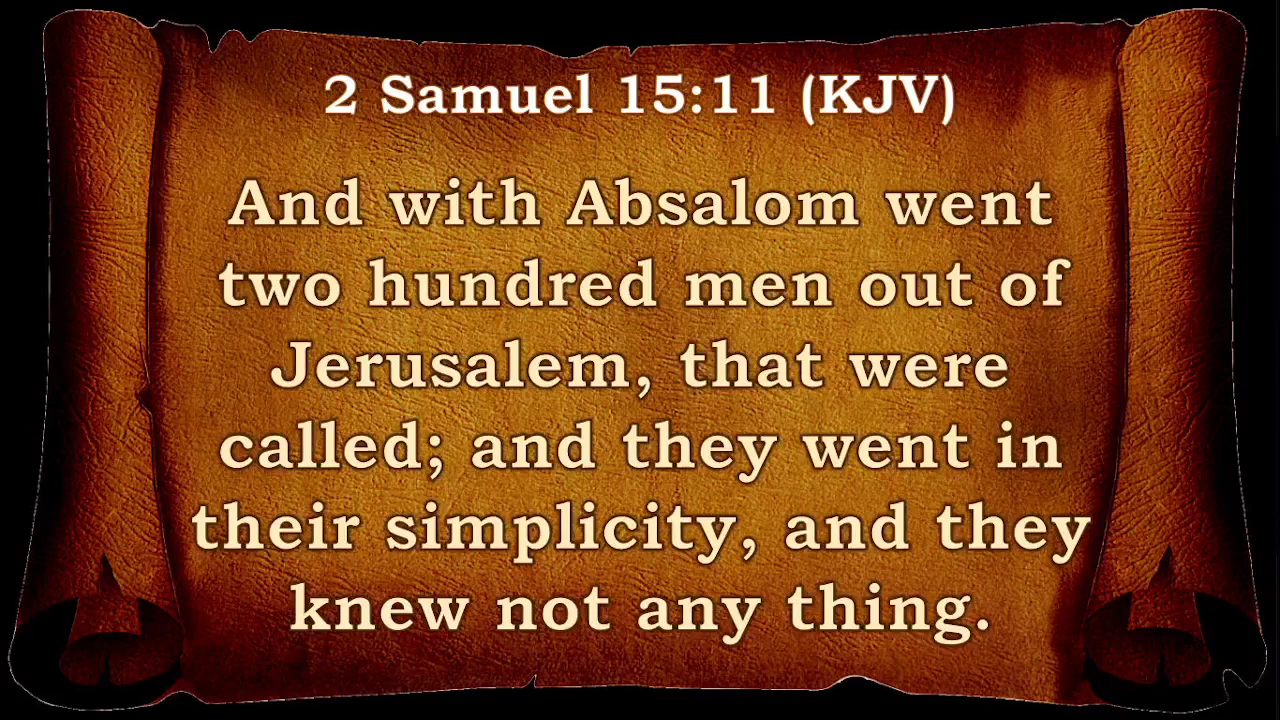 2 Samuel 15:11 (KJV)
And with Absalom went
two hundred men out of
Jerusalem, that were
called; and they went in
their simplicity, and they
knew not any thing.